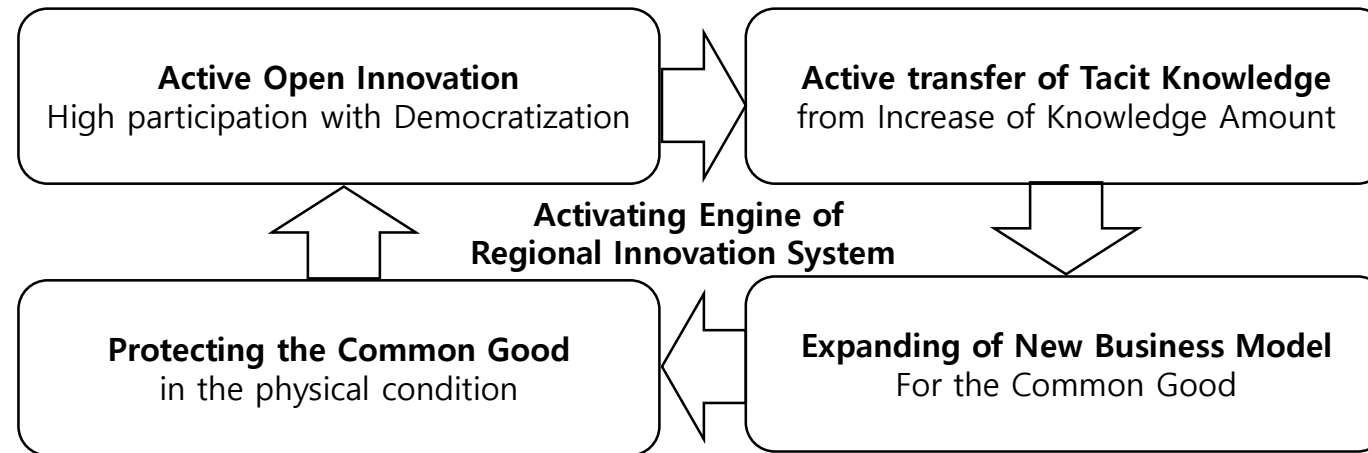 Active Open Innovation
High participation with Democratization
Active transfer of Tacit Knowledge
from Increase of Knowledge Amount
Activating Engine of
Regional Innovation System
Protecting the Common Good
in the physical condition
Expanding of New Business Model
For the Common Good